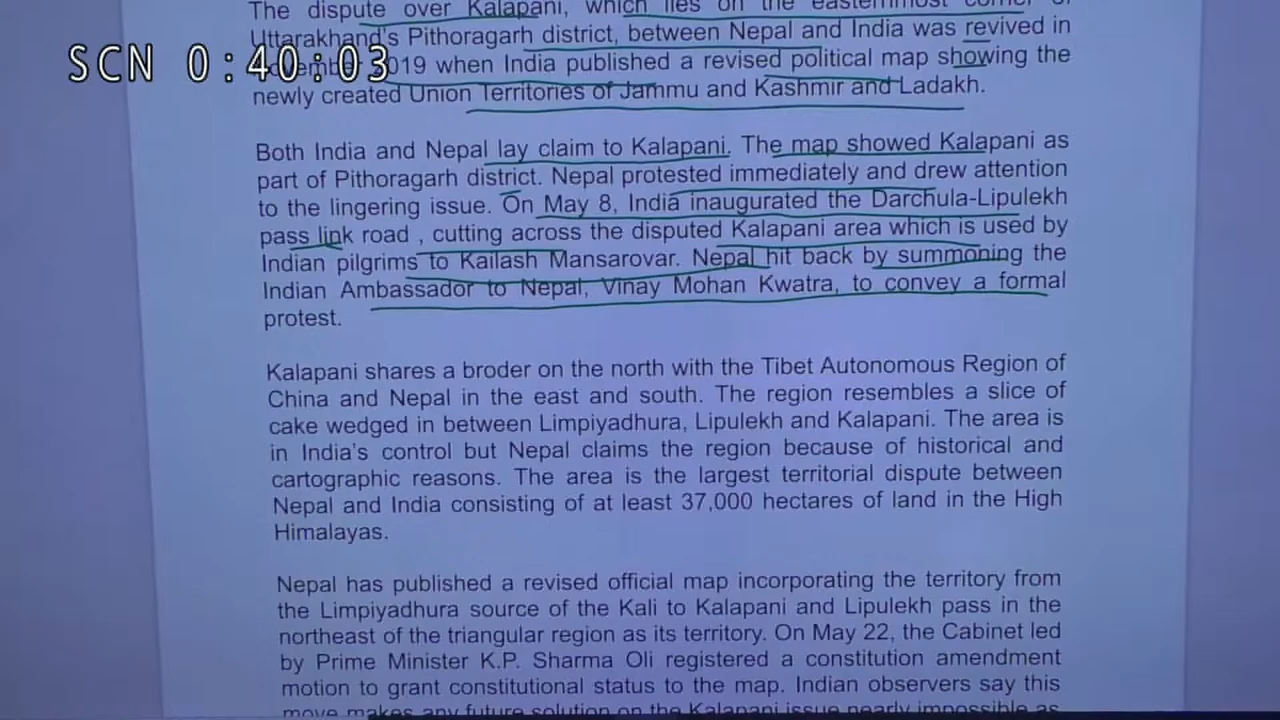 The dispute over Kalapani, which lies on the easternmost corner of
Uttarakhand's Pithoragarh district, between Nepal and India was revived in
SCN 0:40:03
2019 when India published a revised political map showing the
newly created Union Territories of Jammu and Kashmir and Ladakh.
Both India and Nepal lay claim to Kalapani. The map showed Kalapani as
part of Pithoragarh district. Nepal protested immediately and drew attention
to the lingering issue. On May 8, India inaugurated the Darchula-Lipulekh
pass link road , cutting across the disputed Kalapani area which is used by
Indian pilgrims to Kailash Mansarovar. Nepal hit back by summoning the
Indian Ambassador to Nepal, Vinay Mohan Kwatra, to convey a formal
protest.
Kalapani shares a broder on the north with the Tibet Autonomous Region of
China and Nepal in the east and south. The region resembles a slice of
cake wedged in between Limpiyadhura, Lipulekh and Kalapani. The area is
in India's control but Nepal claims the region because of historical and
cartographic reasons. The area is the largest territorial dispute between
Nepal and India consisting of at least 37,000 hectares of land in the High
Himalayas.
Nepal has published a revised official map incorporating the territory from
the Limpiyadhura source of the Kali to Kalapani and Lipulekh pass in the
northeast of the triangular region as its territory. On May 22, the Cabinet led
by Prime Minister K.P. Sharma Oli registered a constitution amendment
motion to grant constitutional status to the map. Indian observers say this
move makes any future solution on the Kalapani issue nearly impossible as